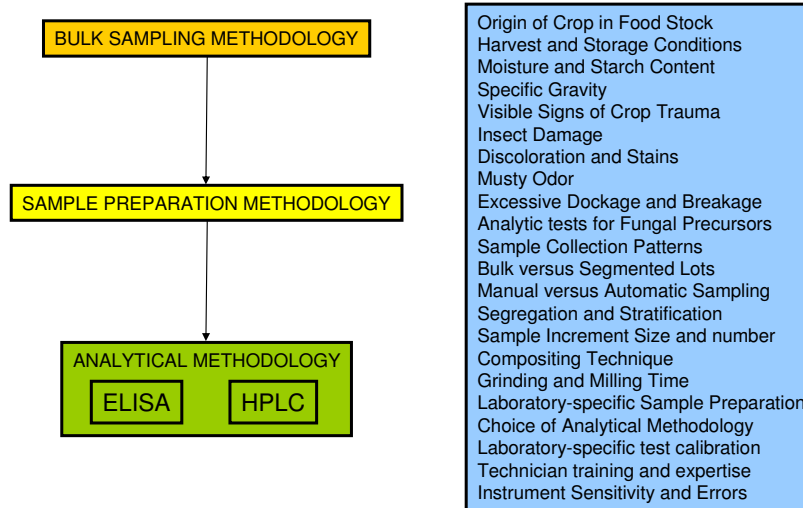 BULK SAMPLING METHODOLOGY
SAMPLE PREPARATION METHODOLOGY
ANALYTICAL METHODOLOGY
ELISA
HPLC
Origin of Crop in Food Stock
Harvest and Storage Conditions
Moisture and Starch Content
Specific Gravity
Visible Signs of Crop Trauma
Insect Damage
Discoloration and Stains
Musty Odor
Excessive Dockage and Breakage
Analytic tests for Fungal Precursors
Sample Collection Patterns
Bulk versus Segmented Lots
Manual versus Automatic Sampling
Segregation and Stratification
Sample Increment Size and number
Compositing Technique
Grinding and Milling Time
Laboratory-specific Sample Preparation
Choice of Analytical Methodology
Laboratory-specific test calibration
Technician training and expertise
Instrument Sensitivity and Errors